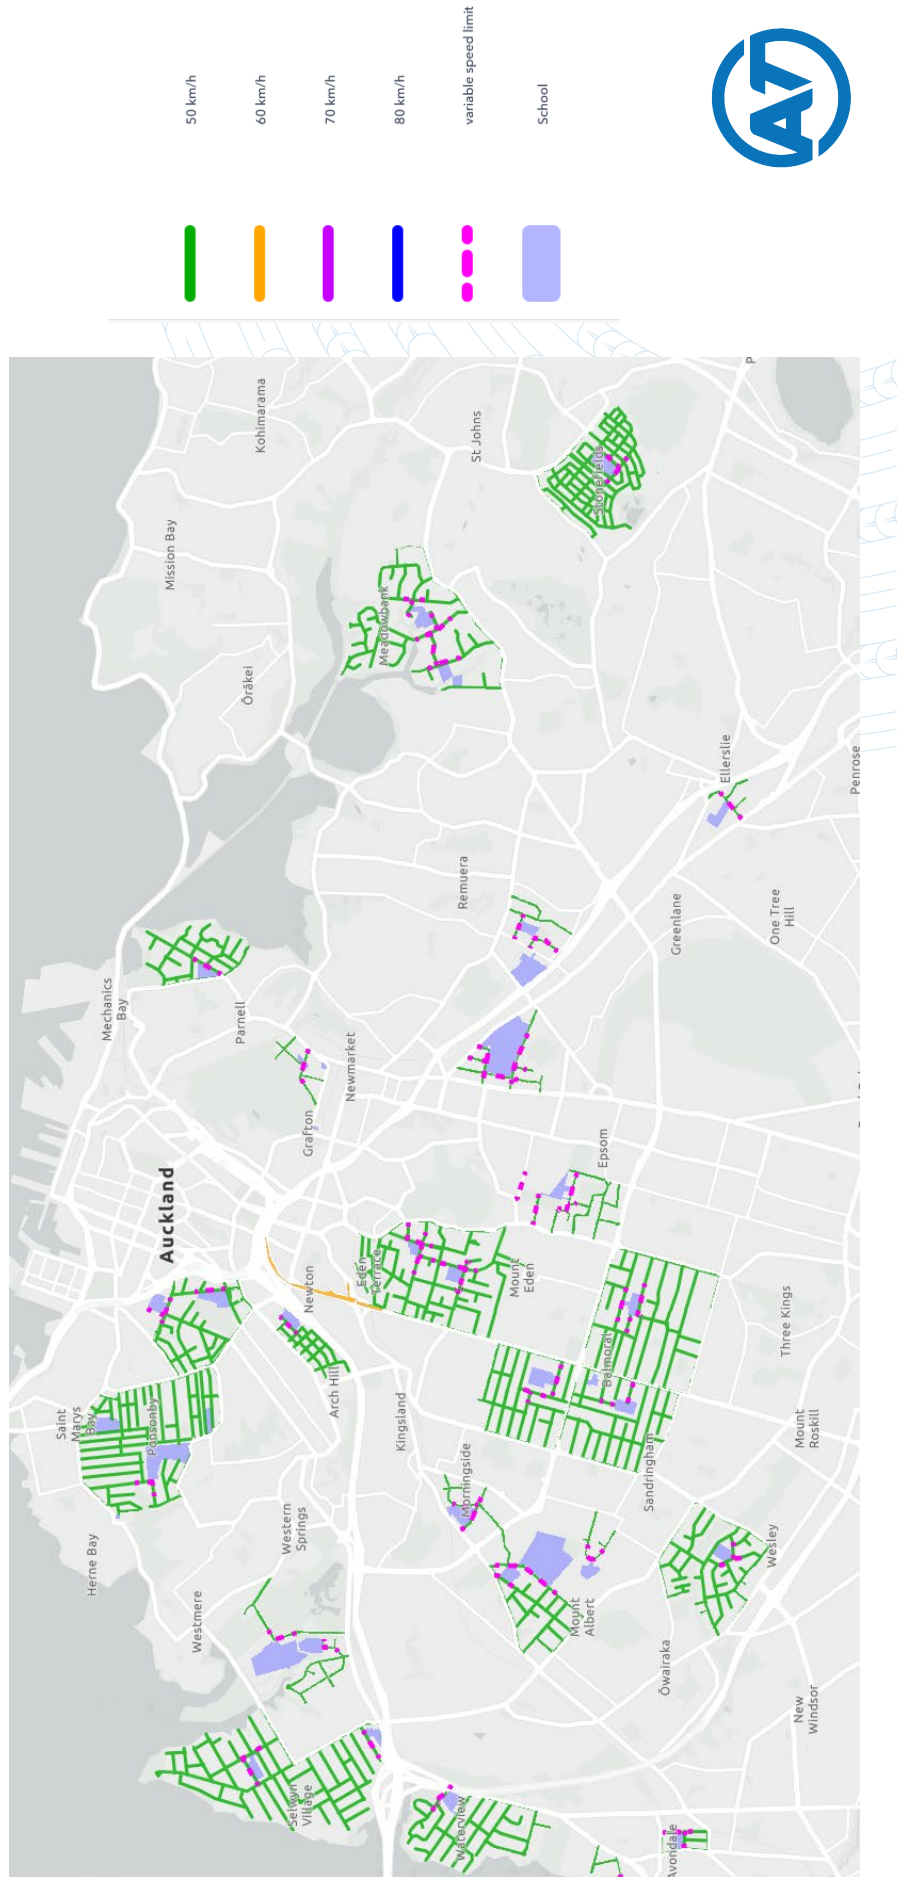 50 km/h
60 km/h
70 km/h
80 km/h
variable speed limit
School
AT
Kohimarama
St Johns
Stonefields
Mission Bay
Meadowbank
Ōrākei
Ellerslie
Penrose
Remuera
Greenlane
One Tree
Hill
Mechanics
Bay
Parnell
Newmarket
Grafton
Auckland
Epsom
Newton
Eden
Terrace
Mount
Eden
Three Kings
Balmoral
Arch Hill
Kingsland
Saint
Marys
Bay
Ponsonby
Mount
Roskill
Sandringham
Morningside
Western
Springs
Herne Bay
Wesley
Westmere
Mount
Albert
Ōwairaka
New
Windsor
Selwyn
Village
Waterview
Avondale